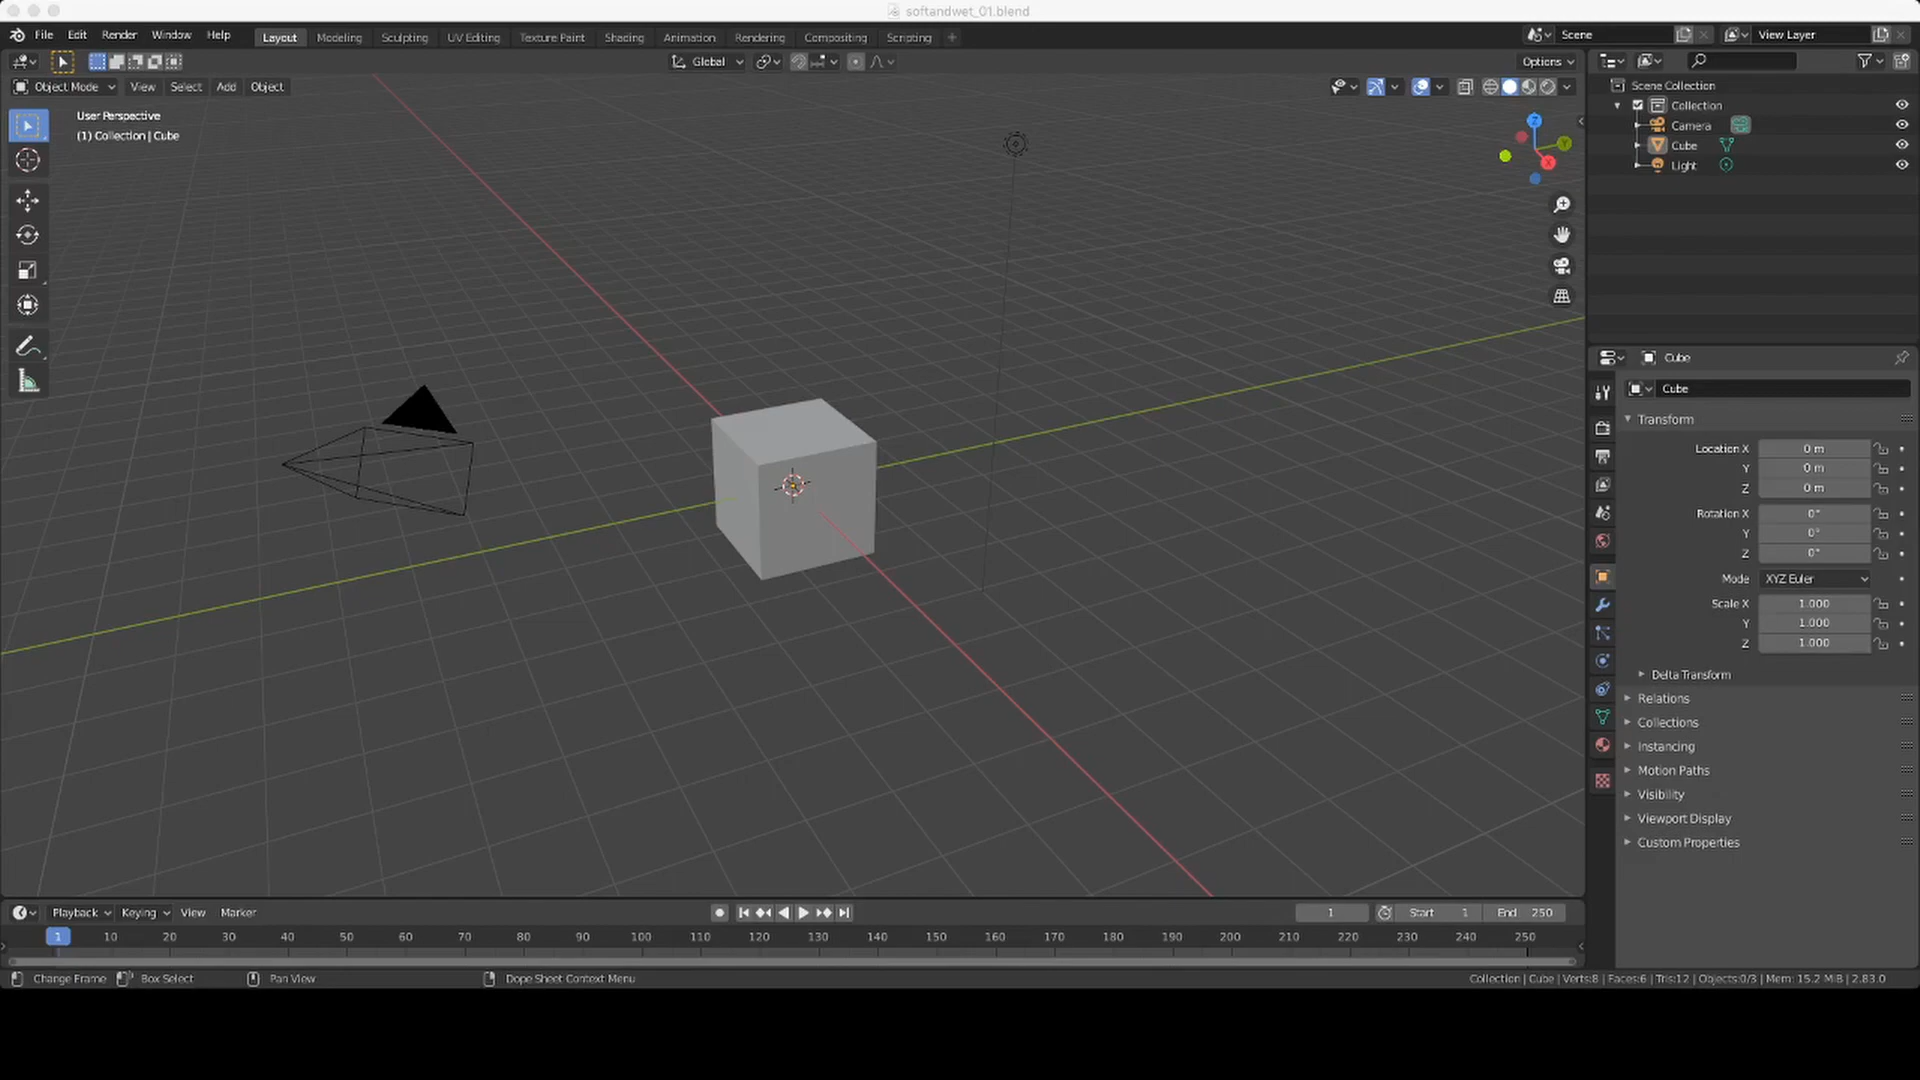 softandwet_01.blend
File Edit Render Window Help Layout Modeling Sculpting UV Editing Texture Paint Shading Animation Rendering Compositing Scripting + Scene View Layer
Global Options
Object Mode View Select Add Object
User Perspective
(1) Collection | Cube
Z
Y
X
Scene Collection
Collection
Camera
Cube
Light
Cube
Cube
Transform
Location X 0 m
Y 0 m
Z 0 m
Rotation X 0°
Y 0°
Z 0°
Mode XYZ Euler
Scale X 1.000
Y 1.000
Z 1.000
Delta Transform
Relations
Collections
Instancing
Motion Paths
Visibility
Viewport Display
Custom Properties
Playback Keying View Marker 1 Start 1 End 250
1 10 20 30 40 50 60 70 80 90 100 110 120 130 140 150 160 170 180 190 200 210 220 230 240 250
Change Frame Box Select Pan View Dope Sheet Context Menu Collection | Cube | Verts:8 | Faces:6 | Tris:12 | Objects:0/3 | Mem: 15.2 MiB | 2.83.0